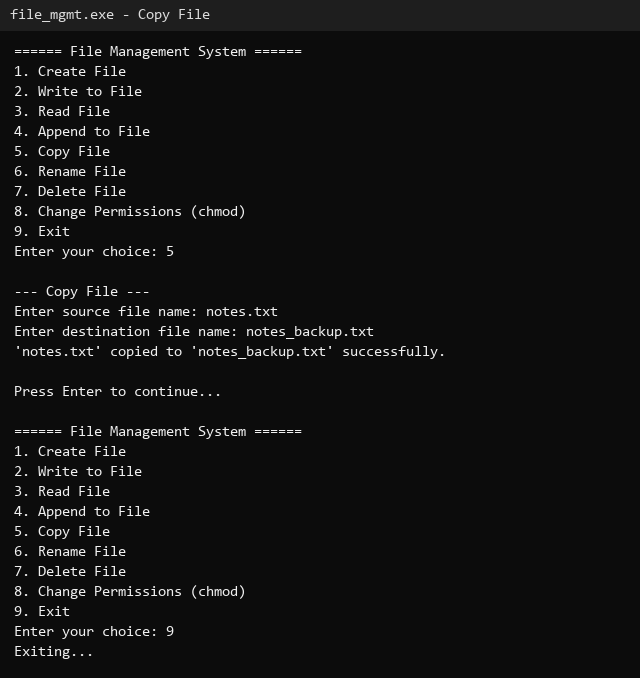 file_mgmt.exe - Copy File
====== File Management System ======
1. Create File
2. Write to File
3. Read File
4. Append to File
5. Copy File
6. Rename File
7. Delete File
8. Change Permissions (chmod)
9. Exit
Enter your choice: 5
--- Copy File ---
Enter source file name: notes.txt
Enter destination file name: notes_backup.txt
'notes.txt' copied to 'notes_backup.txt' successfully.
Press Enter to continue...
====== File Management System ======
1. Create File
2. Write to File
3. Read File
4. Append to File
5. Copy File
6. Rename File
7. Delete File
8. Change Permissions (chmod)
9. Exit
Enter your choice: 9
Exiting...